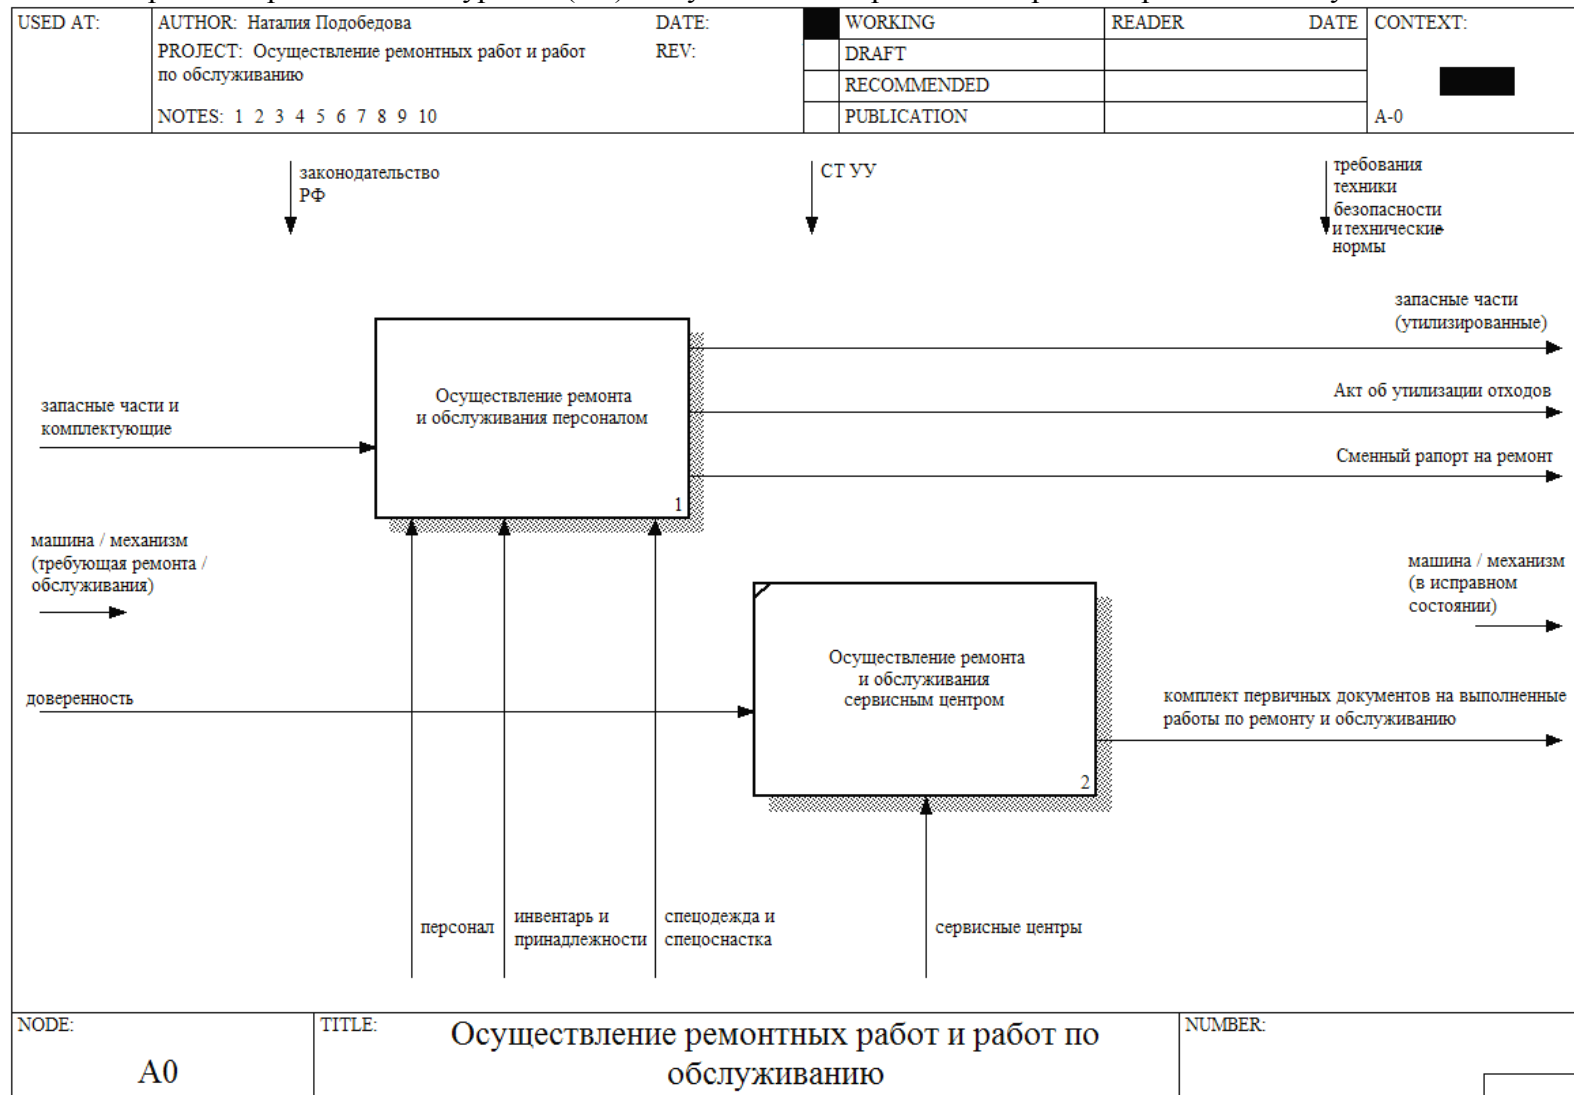 USED AT:
AUTHOR: Наталия Подобедова
DATE:
PROJECT: Осуществление ремонтных работ и работ
по обслуживанию
REV:
NOTES: 1 2 3 4 5 6 7 8 9 10
WORKING
DRAFT
RECOMMENDED
PUBLICATION
READER
DATE
CONTEXT:
A-0
законодательство
РФ
СТ УУ
требования
техники
безопасности
и технические
нормы
запасные части
(утилизированные)
Осуществление ремонта
и обслуживания персоналом
1
Акт об утилизации отходов
запасные части и
комплектующие
Сменный рапорт на ремонт
машина / механизм
(требующая ремонта /
обслуживания)
машина / механизм
(в исправном
состоянии)
Осуществление ремонта
и обслуживания
сервисным центром
2
доверенность
комплект первичных документов на выполненные
работы по ремонту и обслуживанию
персонал
инвентарь и
принадлежности
спецодежда и
спецоснастка
сервисные центры
NODE:
A0
TITLE:
Осуществление ремонтных работ и работ по
обслуживанию
NUMBER: